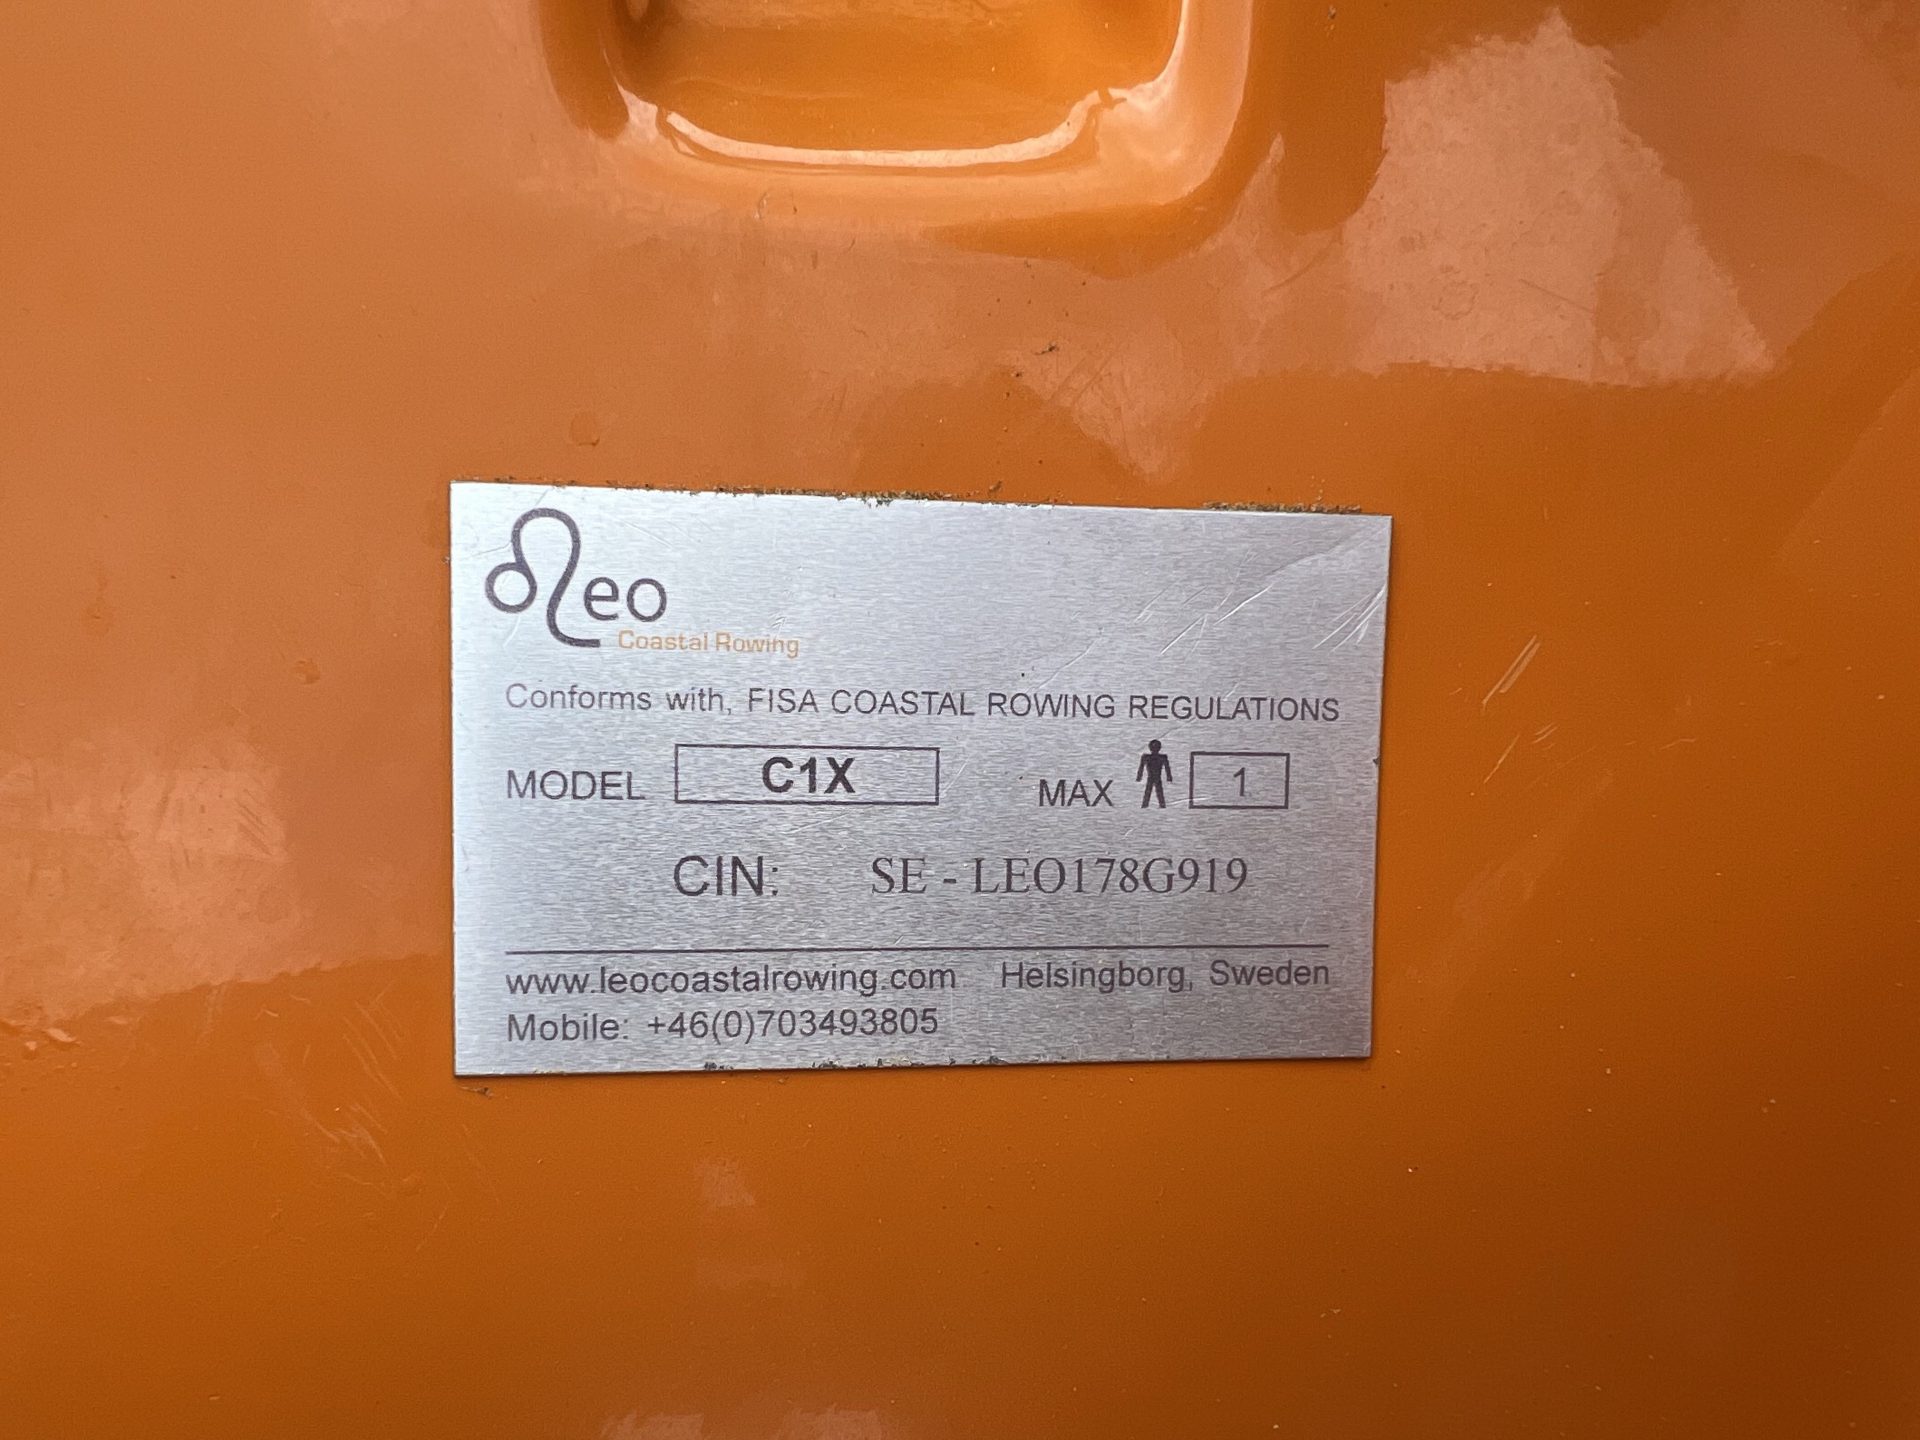 leo
Coastal Rowing
Conforms with, FISA COASTAL ROWING REGULATIONS
MODEL C1X MAX 1
CIN: SE - LEO178G919
www.leocoastalrowing.com Helsingborg, Sweden
Mobile: +46(0)703493805